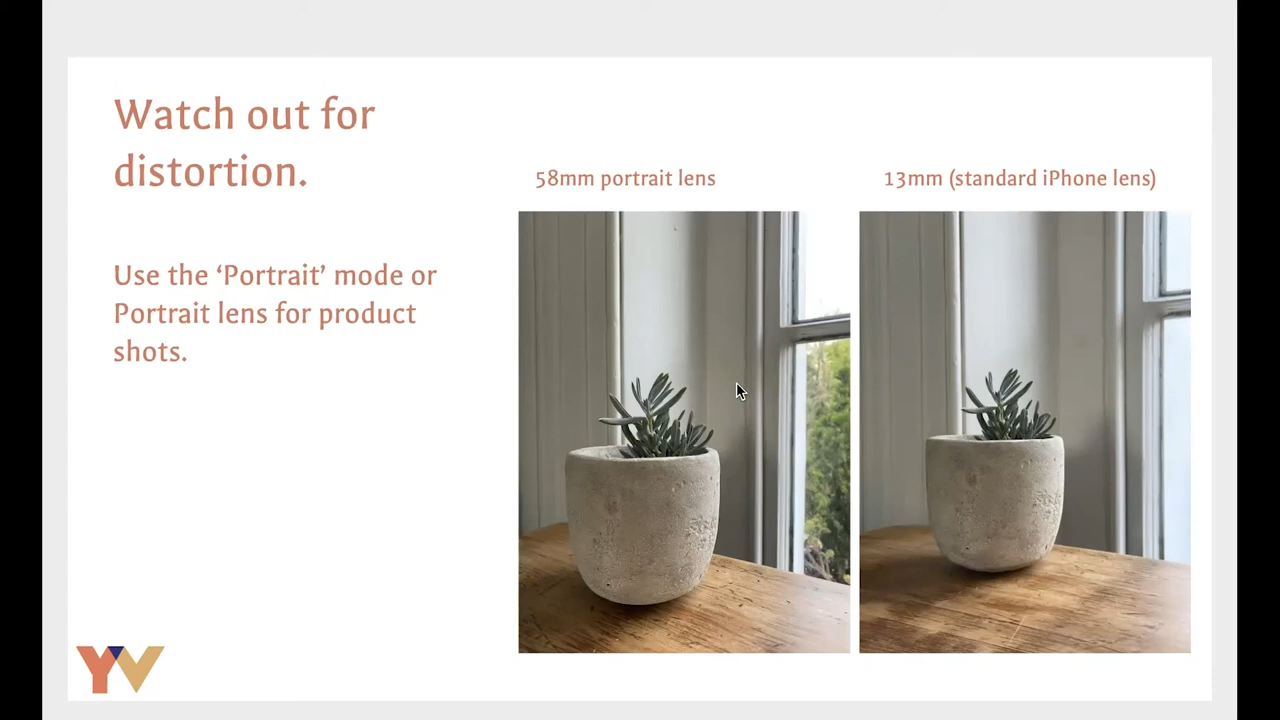 Watch out for
distortion.
Use the ‘Portrait’ mode or
Portrait lens for product
shots.
58mm portrait lens
13mm (standard iPhone lens)
YV